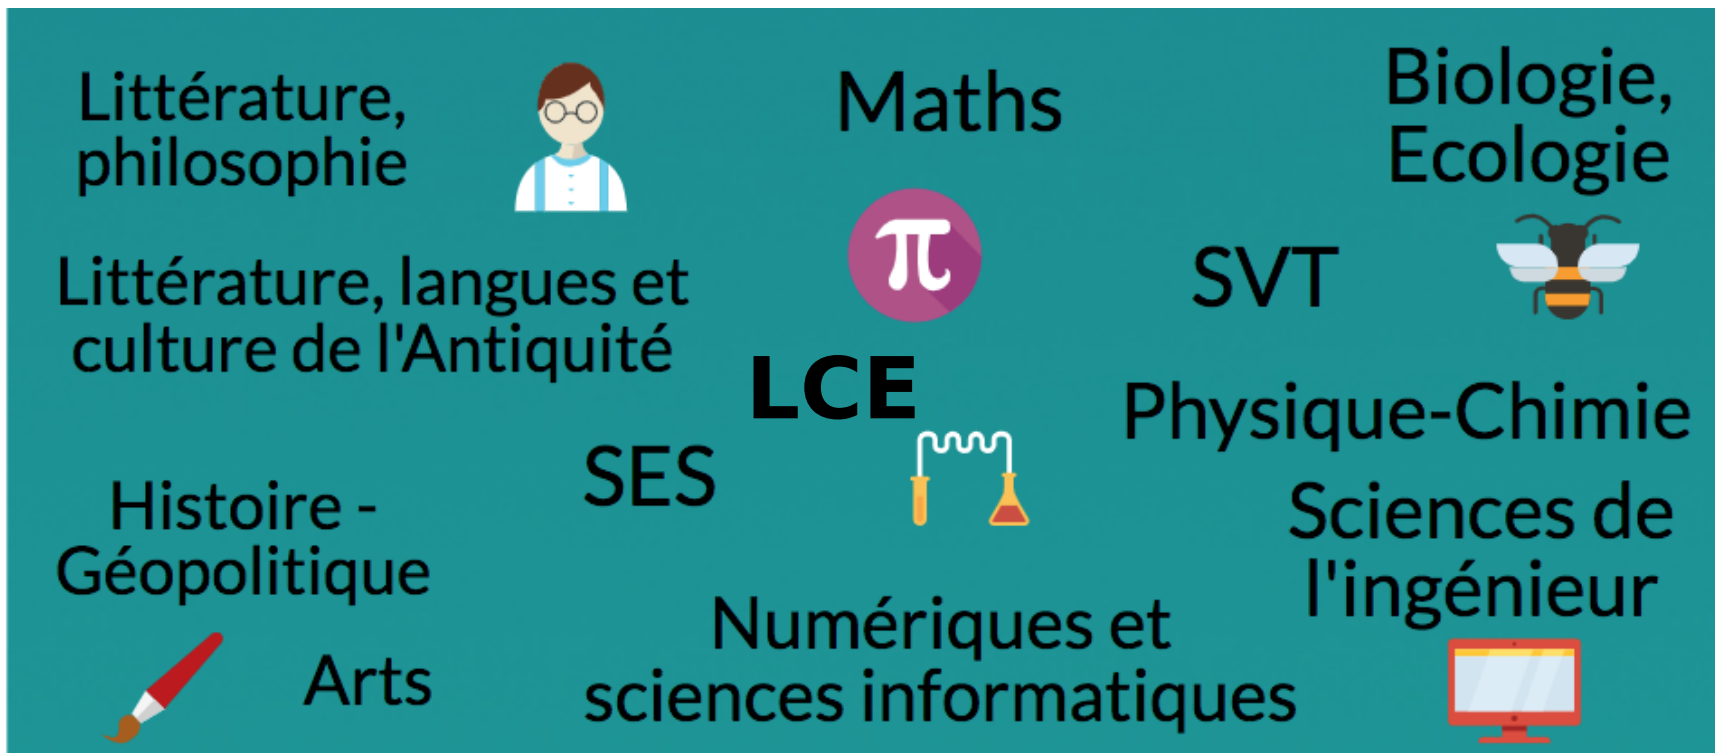 Littérature,
philosophie
Maths
Biologie,
Ecologie
π
Littérature, langues et
culture de l'Antiquité
SVT
LCE
Physique-Chimie
SES
Histoire -
Géopolitique
Sciences de
l'ingénieur
Numériques et
sciences informatiques
Arts